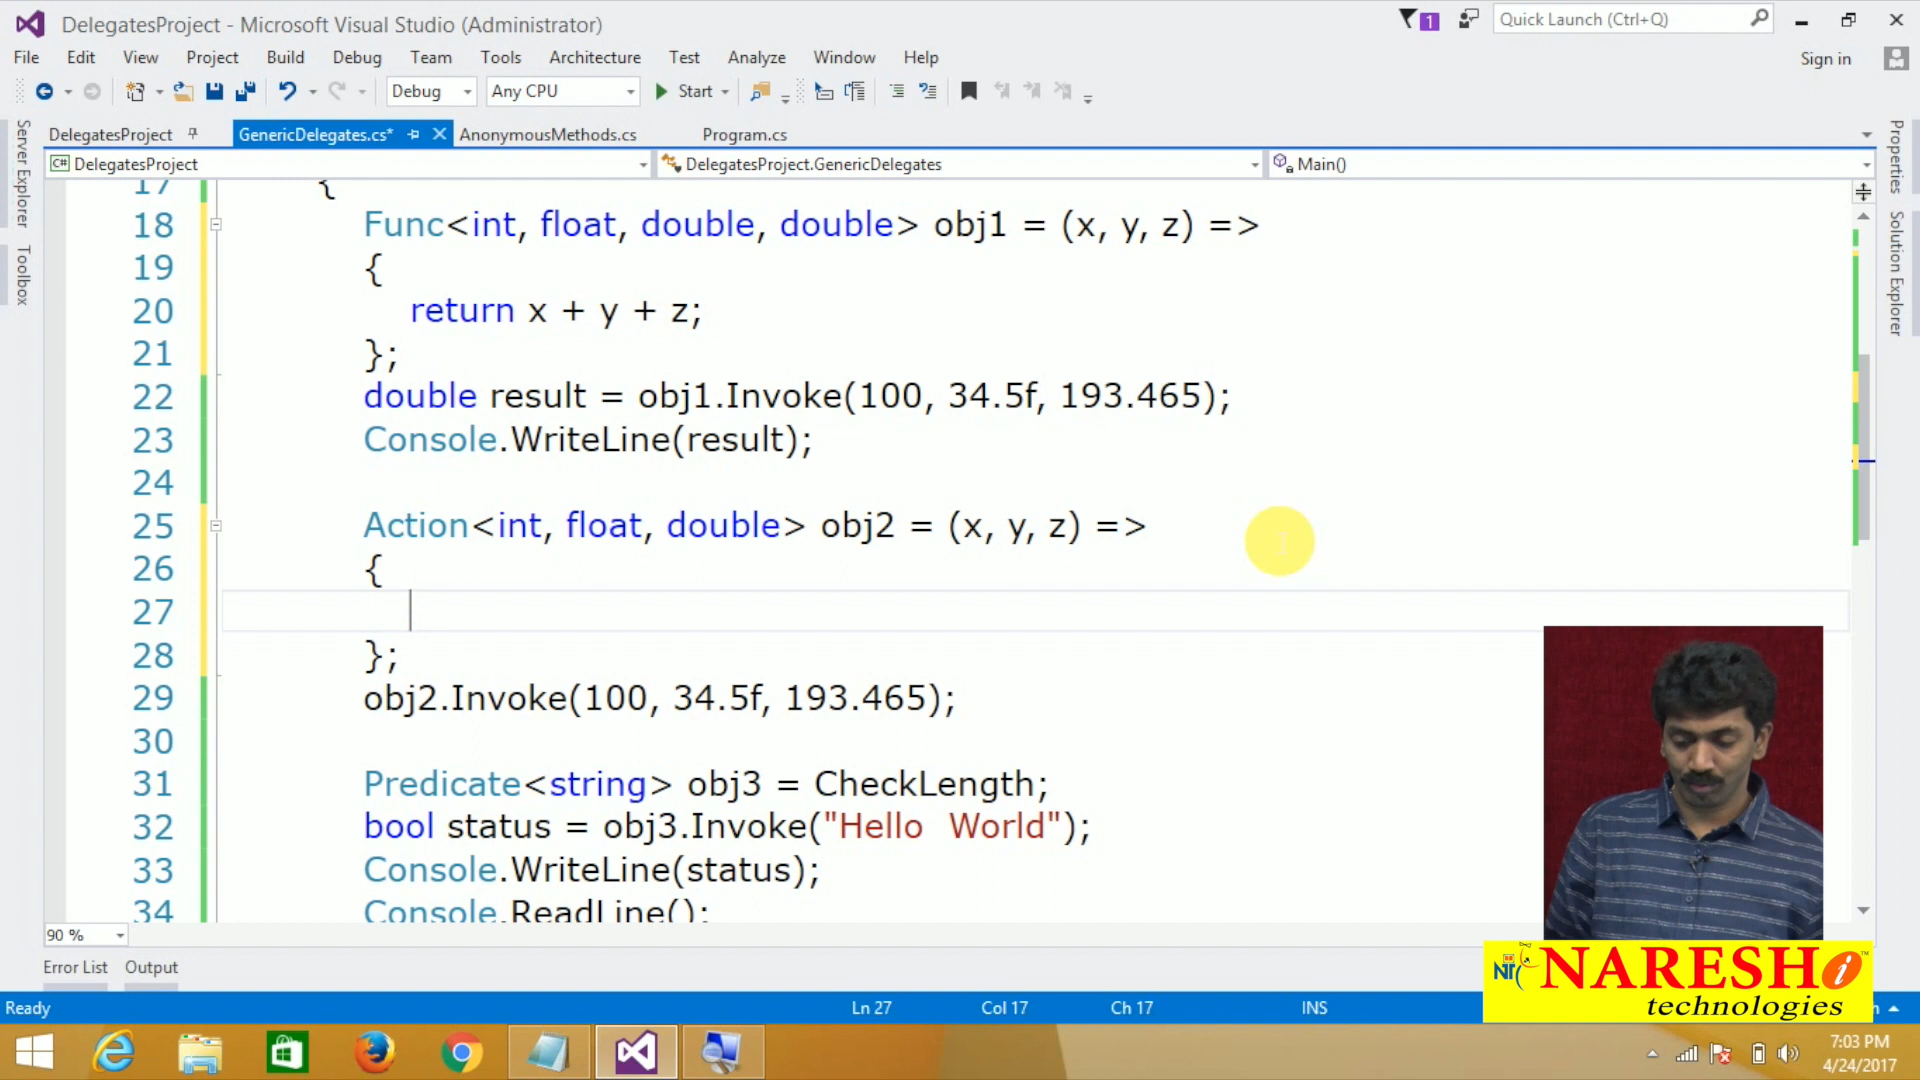 DelegatesProject - Microsoft Visual Studio (Administrator)
1
Quick Launch (Ctrl+Q)
File Edit View Project Build Debug Team Tools Architecture Test Analyze Window Help
Sign in
Debug Any CPU Start
DelegatesProject GenericDelegates.cs* AnonymousMethods.cs Program.cs
C# DelegatesProject DelegatesProject.GenericDelegates Main()
Server Explorer
Toolbox
Properties
Solution Explorer
17 {
18 Func<int, float, double, double> obj1 = (x, y, z) =>
19 {
20 return x + y + z;
21 };
22 double result = obj1.Invoke(100, 34.5f, 193.465);
23 Console.WriteLine(result);
24
25 Action<int, float, double> obj2 = (x, y, z) =>
26 {
27
28 };
29 obj2.Invoke(100, 34.5f, 193.465);
30
31 Predicate<string> obj3 = CheckLength;
32 bool status = obj3.Invoke("Hello World");
33 Console.WriteLine(status);
34 Console.ReadLine();
90 %
Error List Output
Ready Ln 27 Col 17 Ch 17 INS
NARESH i
technologies
7:03 PM
4/24/2017